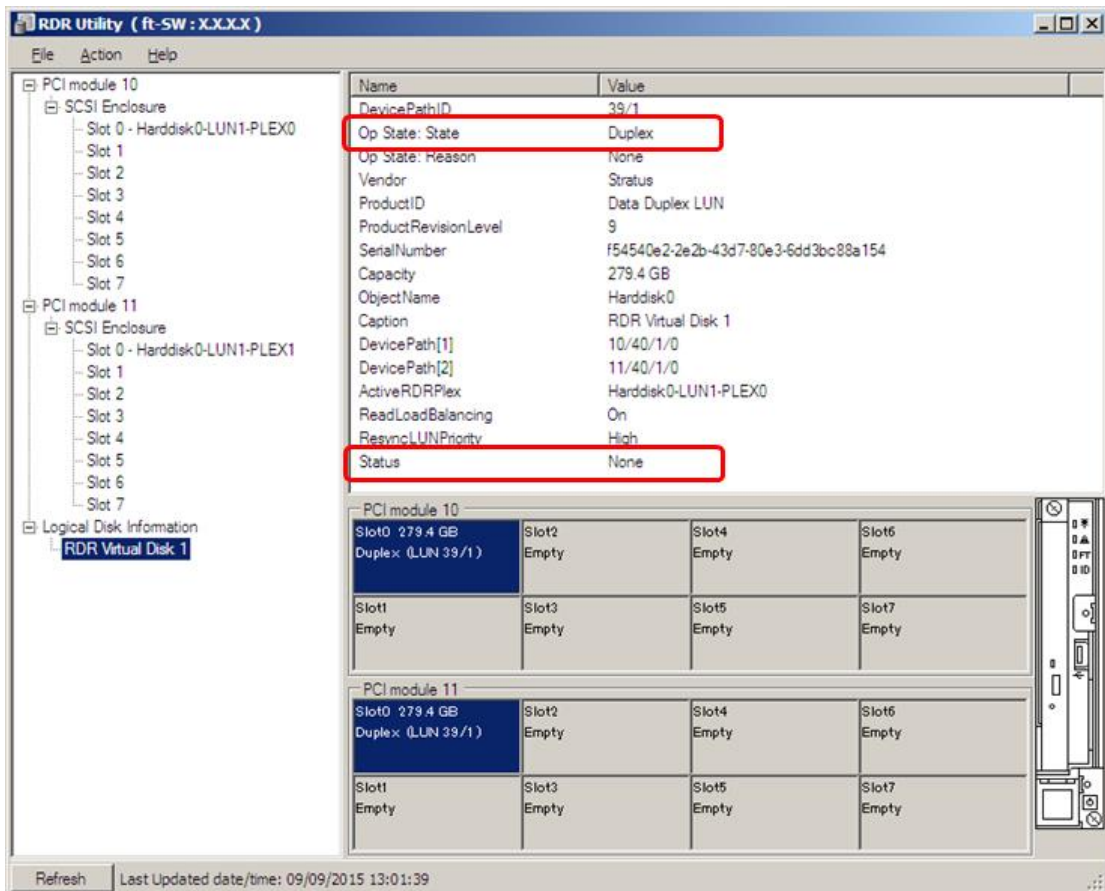 RDR Utility ( ft-SW : X.X.X.X )
File Action Help
PCI module 10
SCSI Enclosure
Slot 0 - Harddisk0-LUN1-PLEX0
Slot 1
Slot 2
Slot 3
Slot 4
Slot 5
Slot 6
Slot 7
PCI module 11
SCSI Enclosure
Slot 0 - Harddisk0-LUN1-PLEX1
Slot 1
Slot 2
Slot 3
Slot 4
Slot 5
Slot 6
Slot 7
Logical Disk Information
RDR Virtual Disk 1
Name Value
DevicePathID 39/1
Op State: State Duplex
Op State: Reason None
Vendor Stratus
ProductID Data Duplex LUN
ProductRevisionLevel 9
SerialNumber f54540e2-2e2b-43d7-80e3-6dd3bc88a154
Capacity 279.4 GB
ObjectName Harddisk0
Caption RDR Virtual Disk 1
DevicePath[1] 10/40/1/0
DevicePath[2] 11/40/1/0
ActiveRDRPlex Harddisk0-LUN1-PLEX0
ReadLoadBalancing On
ResyncLUNPriority High
Status None
PCI module 10
Slot0 279.4 GB Slot2 Slot4 Slot6
Duplex (LUN 39/1) Empty Empty Empty
Slot1 Slot3 Slot5 Slot7
Empty Empty Empty Empty
PCI module 11
Slot0 279.4 GB Slot2 Slot4 Slot6
Duplex (LUN 39/1) Empty Empty Empty
Slot1 Slot3 Slot5 Slot7
Empty Empty Empty Empty
FT
ID
Refresh Last Updated date/time: 09/09/2015 13:01:39